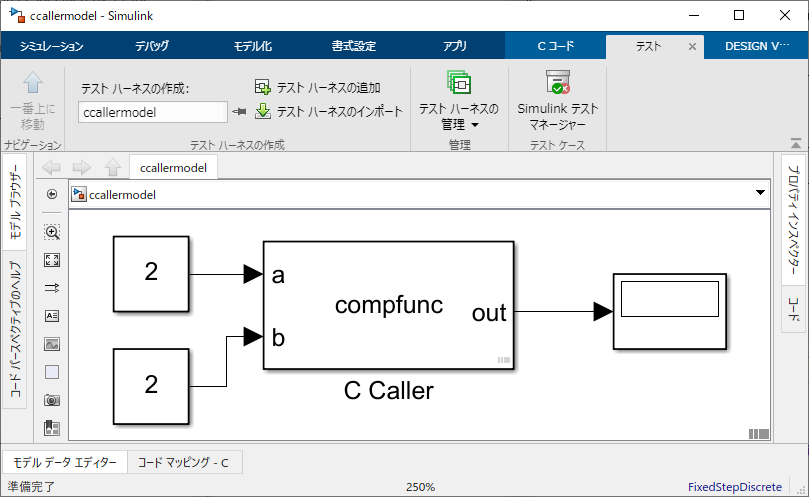 ccallermodel - Simulink
シミュレーション
デバッグ
モデル化
書式設定
アプリ
C コード
テスト
DESIGN V…
一番上に
移動
ナビゲーション
テスト ハーネスの作成:
ccallermodel
テスト ハーネスの追加
テスト ハーネスのインポート
テスト ハーネスの作成
テスト ハーネスの
管理
管理
Simulink テスト
マネージャー
テスト ケース
モデル ブラウザー
コード パースペクティブのヘルプ
ccallermodel
ccallermodel
2
2
a
b
compfunc
out
C Caller
プロパティ インスペクター
コード
モデル データ エディター
コード マッピング - C
準備完了
250%
FixedStepDiscrete